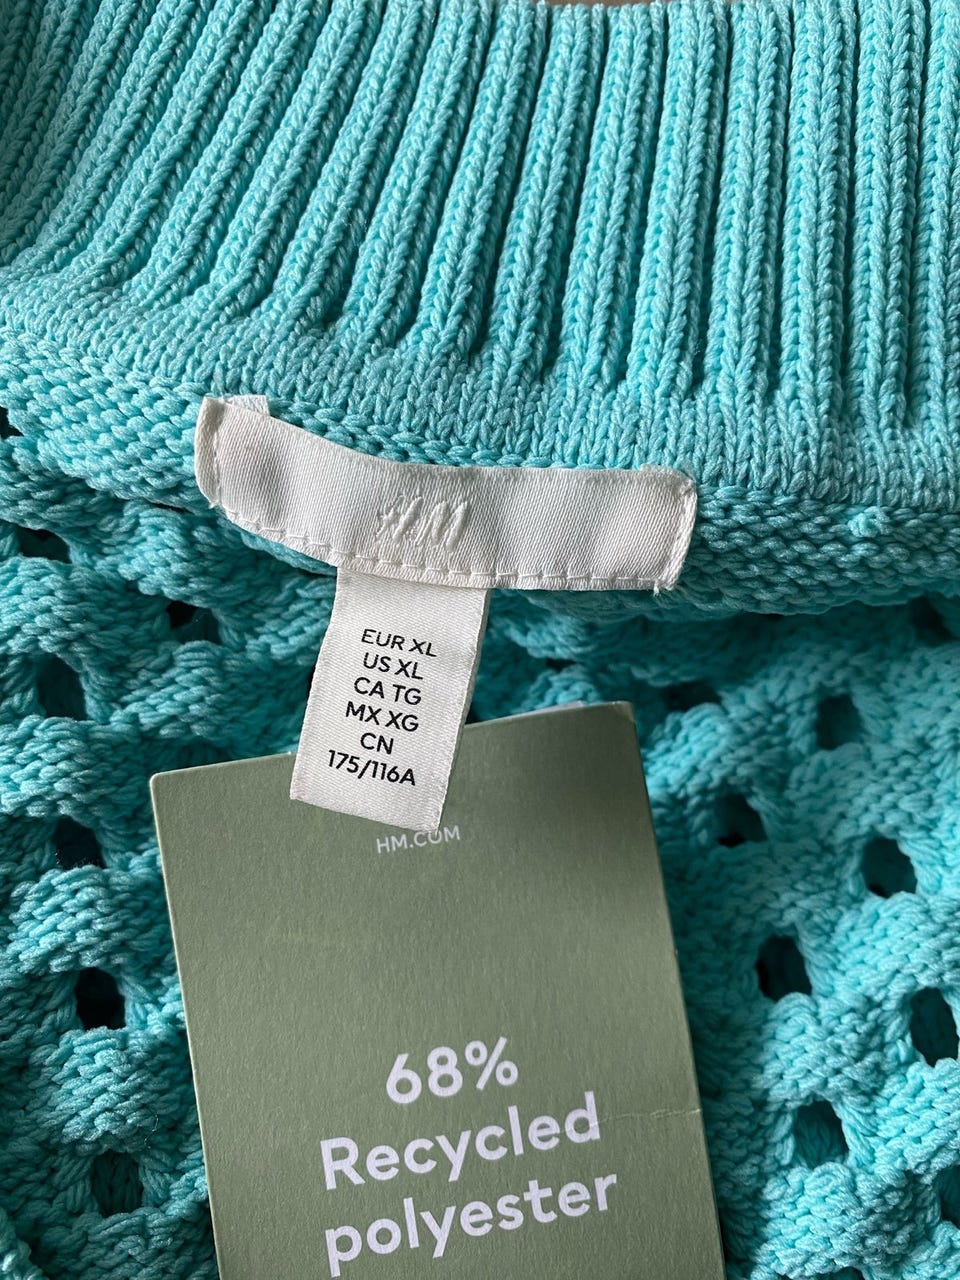 H&M
EUR XL
US XL
CA TG
MX XG
CN
175/116A
HM.COM
68%
Recycled
polyester